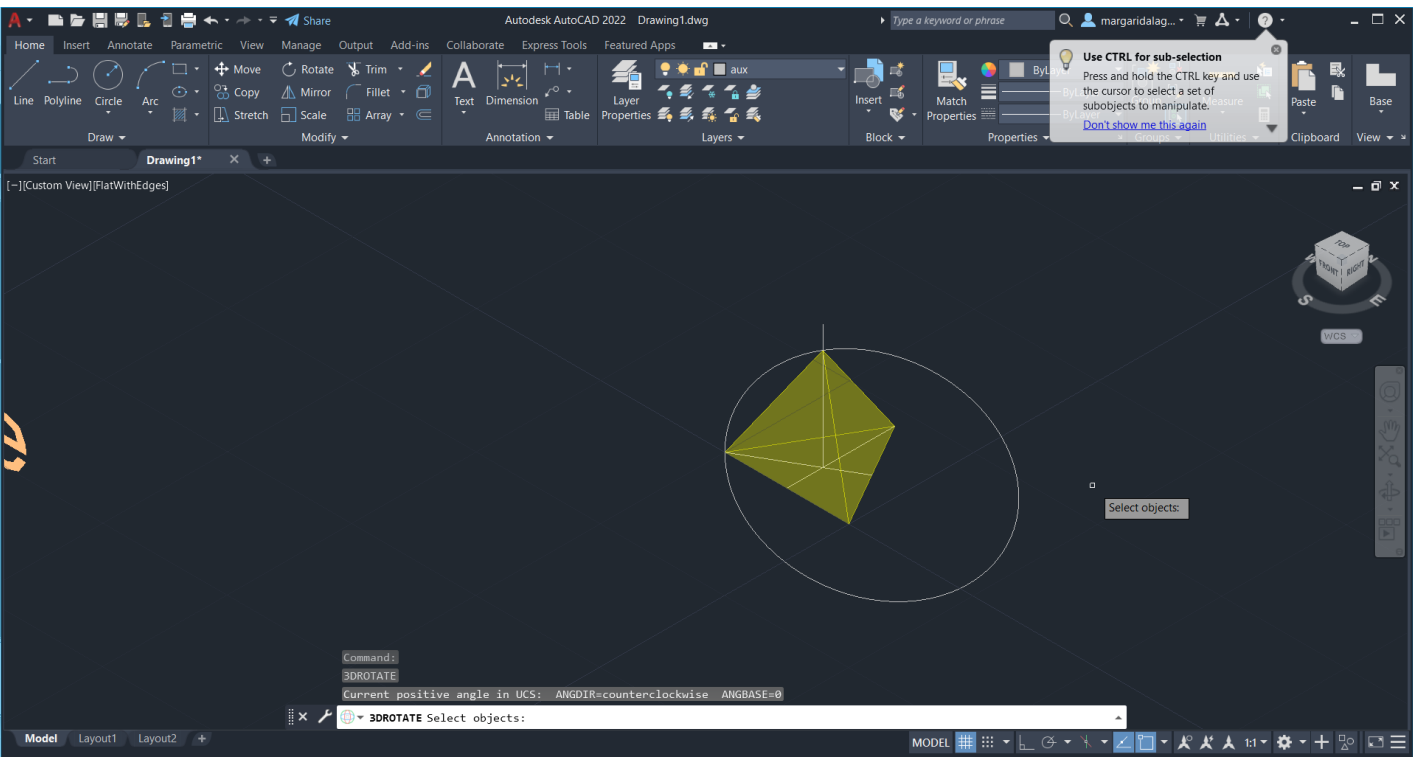 Share
Autodesk AutoCAD 2022 Drawing1.dwg
Type a keyword or phrase
margaridalag...
Home Insert Annotate Parametric View Manage Output Add-ins Collaborate Express Tools Featured Apps
Use CTRL for sub-selection
Press and hold the CTRL key and use
the cursor to select a set of
subobjects to manipulate.
Don't show me this again
Line Polyline Circle Arc
Move Rotate Trim
Copy Mirror Fillet
Stretch Scale Array
Text Dimension
Table
Layer
Properties
aux
Insert
Match
Properties
Paste
Base
Draw Modify Annotation Layers Block Properties Groups Utilities Clipboard View
Start Drawing1*
[−][Custom View][FlatWithEdges]
TOP
FRONT RIGHT
S E
WCS
Select objects:
Command:
3DROTATE
Current positive angle in UCS: ANGDIR=counterclockwise ANGBASE=0
3DROTATE Select objects:
Model Layout1 Layout2 +
MODEL 1:1